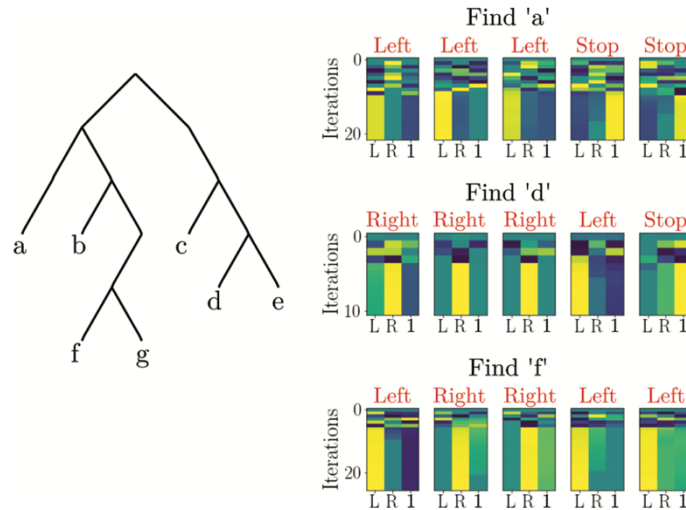 a
b
c
d
e
f
g
Find 'a'
Left Left Left Stop Stop
Iterations
0
20
L R 1 L R 1 L R 1 L R 1 L R 1
Find 'd'
Right Right Right Left Stop
Iterations
0
10
L R 1 L R 1 L R 1 L R 1 L R 1
Find 'f'
Left Right Right Left Left
Iterations
0
20
L R 1 L R 1 L R 1 L R 1 L R 1